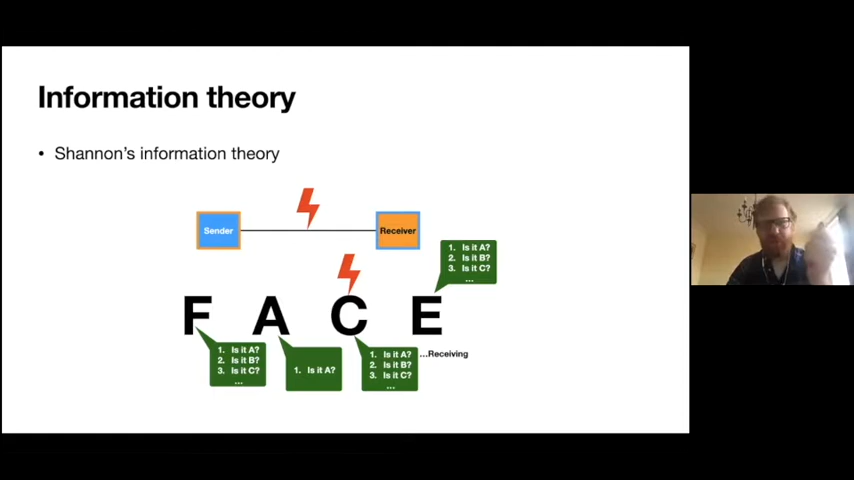 Information theory
• Shannon's information theory
Sender
Receiver
1. Is it A?
2. Is it B?
3. Is it C?
...
F A C E
1. Is it A?
2. Is it B?
3. Is it C?
...
1. Is it A?
1. Is it A?
2. Is it B?
3. Is it C?
...
...Receiving